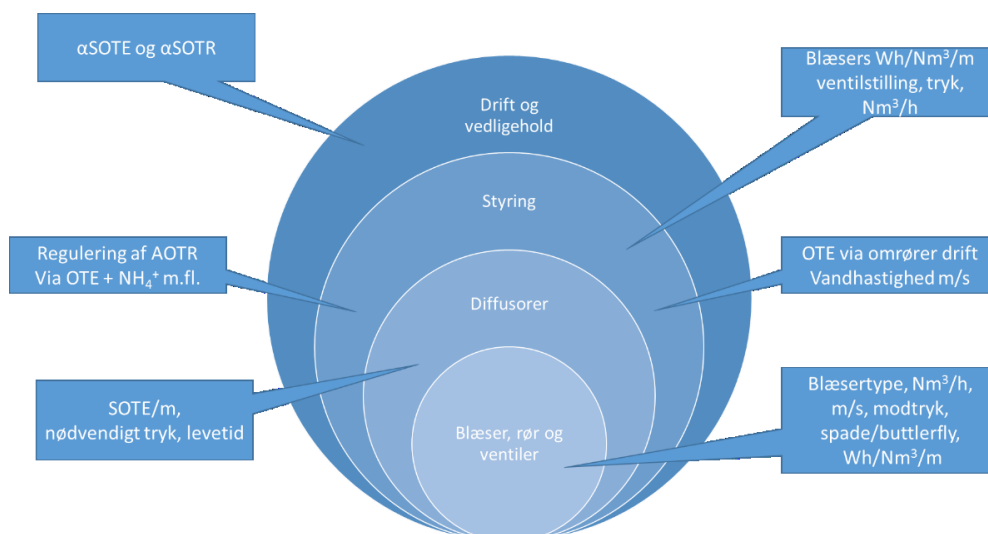 αSOTE og αSOTR
Blæsers Wh/Nm³/m
ventilstilling, tryk,
Nm³/h
Drift og
vedligehold
Styring
Regulering af AOTR
Via OTE + NH₄⁺ m.fl.
OTE via omrører drift
Vandhastighed m/s
Diffusorer
SOTE/m,
nødvendigt tryk, levetid
Blæsertype, Nm³/h,
m/s, modtryk,
spade/buttlerfly,
Wh/Nm³/m
Blæser, rør og
ventiler